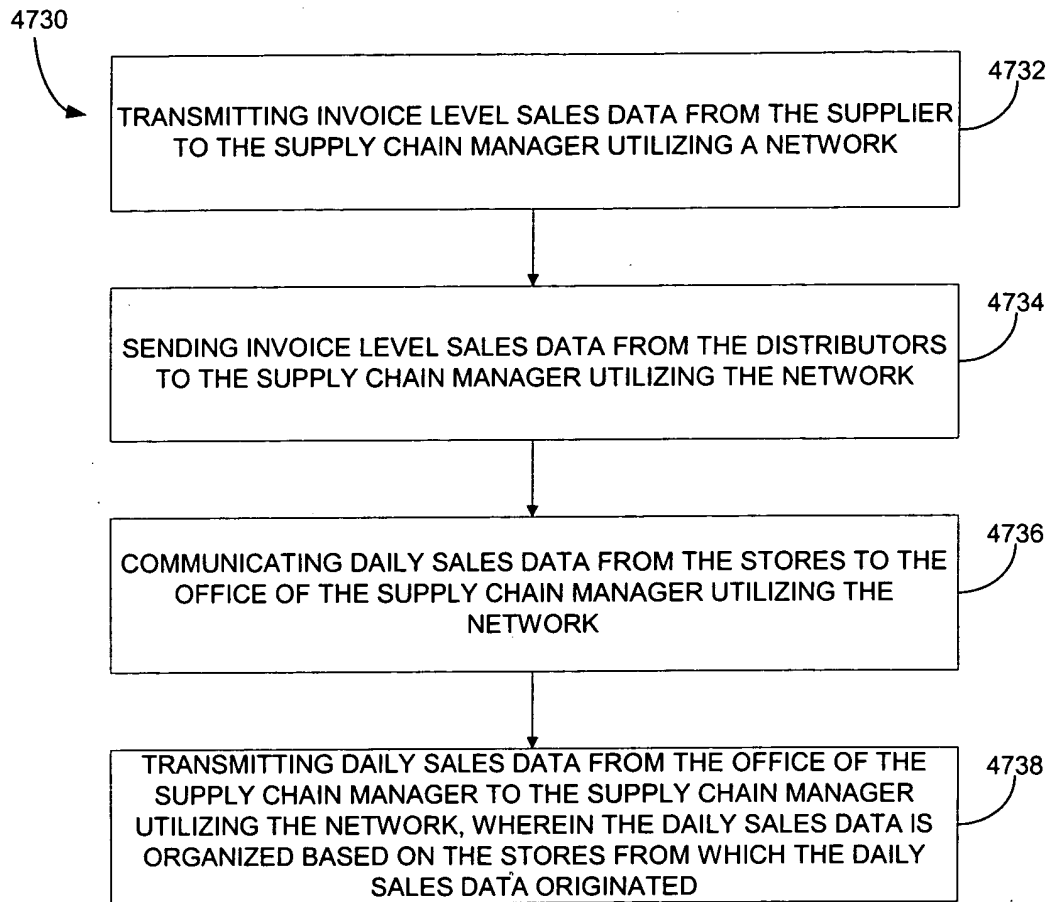 4730
4732
TRANSMITTING INVOICE LEVEL SALES DATA FROM THE SUPPLIER
TO THE SUPPLY CHAIN MANAGER UTILIZING A NETWORK
4734
SENDING INVOICE LEVEL SALES DATA FROM THE DISTRIBUTORS
TO THE SUPPLY CHAIN MANAGER UTILIZING THE NETWORK
4736
COMMUNICATING DAILY SALES DATA FROM THE STORES TO THE
OFFICE OF THE SUPPLY CHAIN MANAGER UTILIZING THE
NETWORK
4738
TRANSMITTING DAILY SALES DATA FROM THE OFFICE OF THE
SUPPLY CHAIN MANAGER TO THE SUPPLY CHAIN MANAGER
UTILIZING THE NETWORK, WHEREIN THE DAILY SALES DATA IS
ORGANIZED BASED ON THE STORES FROM WHICH THE DAILY
SALES DATA ORIGINATED